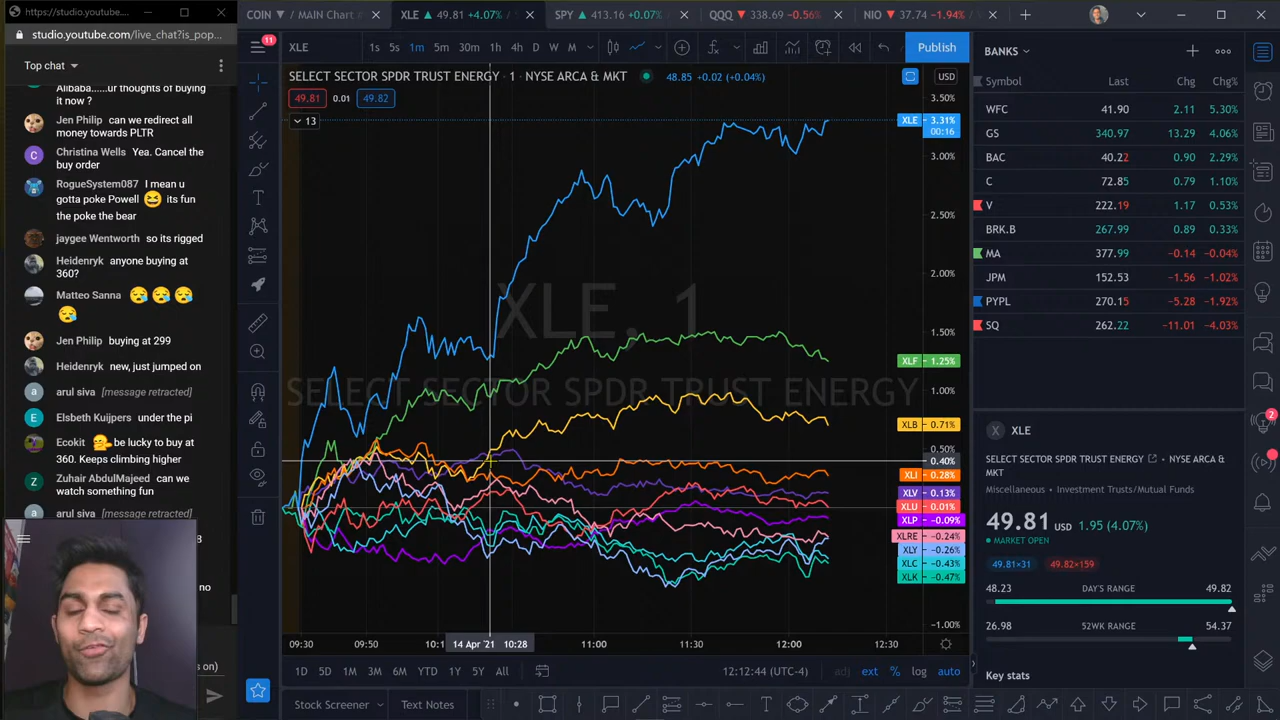 https://studio.youtube.com/live_...
studio.youtube.com/live_chat?is_pop...
Top chat
Alibaba......ur thoughts of buying
it now ?
Jen Philip can we redirect all
money towards PLTR
Christina Wells Yea. Cancel the
buy order
RogueSystem087 I mean u
gotta poke Powell 😆 its fun
the poke the bear
jaygee Wentworth so its rigged
Heidenryk anyone buying at
360?
Matteo Sanna 😪😪😪
😪
Jen Philip buying at 299
Heidenryk new, just jumped on
arul siva [message retracted]
Elsbeth Kuijpers under the pi
Ecokit 🤑 be lucky to buy at
360. Keeps climbing higher
Zuhair AbdulMajeed can we
watch something fun
arul siva [message retracted]
8
no
s on)
COIN ▼ / MAIN Chart
XLE ▲ 49.81 +4.07%
SPY ▲ 413.16 +0.07%
QQQ ▼ 338.69 −0.56%
NIO ▼ 37.74 −1.94%
11
XLE
1s 5s 1m 5m 30m 1h 4h D W M
Publish
SELECT SECTOR SPDR TRUST ENERGY · 1 · NYSE ARCA & MKT
48.85 +0.02 (+0.04%)
USD
49.81 0.01 49.82
13
XLE, 1
SELECT SECTOR SPDR TRUST ENERGY
3.50%
XLE 3.31%
00:16
3.00%
2.50%
2.00%
1.50%
XLF 1.25%
1.00%
XLB 0.71%
0.50%
0.40%
XLI 0.28%
XLV 0.13%
XLU 0.01%
XLP −0.09%
XLRE −0.24%
XLY −0.26%
XLC −0.43%
XLK −0.47%
−1.00%
09:30 09:50 10:1 14 Apr '21 10:28 11:00 11:30 12:00 12:30
1D 5D 1M 3M 6M YTD 1Y 5Y All
12:12:44 (UTC-4) adj ext % log auto
Stock Screener Text Notes
BANKS
Symbol Last Chg Chg%
WFC 41.90 2.11 5.30%
GS 340.97 13.29 4.06%
BAC 40.22 0.90 2.29%
C 72.85 0.79 1.10%
V 222.19 1.17 0.53%
BRK.B 267.99 0.89 0.33%
MA 377.99 −0.14 −0.04%
JPM 152.53 −1.56 −1.02%
PYPL 270.15 −5.28 −1.92%
SQ 262.22 −11.01 −4.03%
XLE
SELECT SECTOR SPDR TRUST ENERGY · NYSE ARCA &
MKT
Miscellaneous • Investment Trusts/Mutual Funds
49.81 USD 1.95 (4.07%)
MARKET OPEN
49.81×31 49.82×159
48.23 DAY'S RANGE 49.82
26.98 52WK RANGE 54.37
Key stats
2